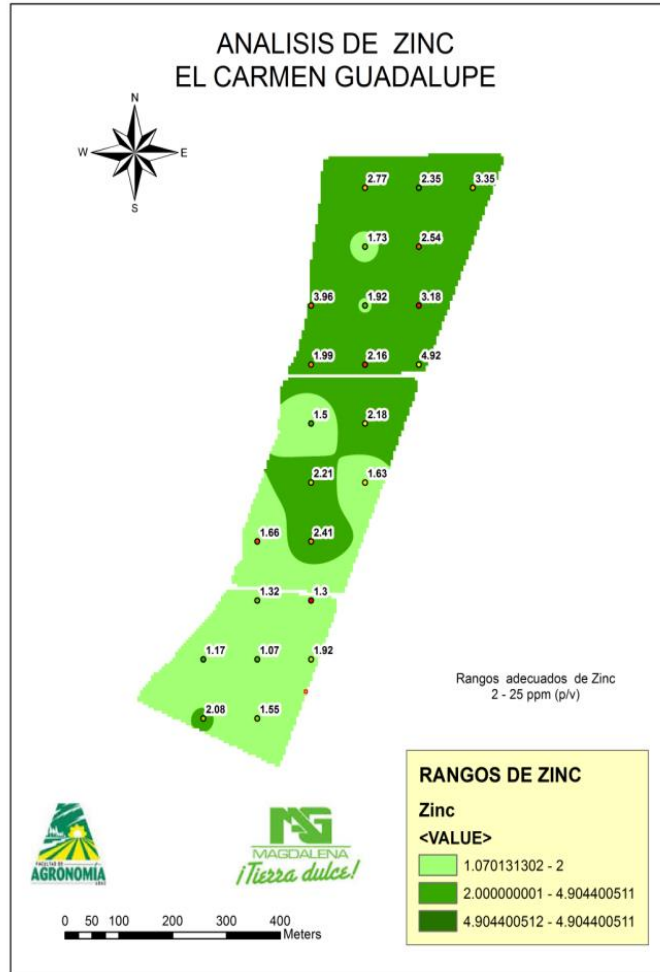 ANALISIS DE ZINC
EL CARMEN GUADALUPE
N
W E
S
2.77 2.35 3.35
1.73 2.54
3.96 1.92 3.18
1.99 2.16 4.92
1.5 2.18
2.21 1.63
1.66 2.41
1.32 1.3
1.17 1.07 1.92
2.08 1.55
Rangos adecuados de Zinc
2 - 25 ppm (p/v)
RANGOS DE ZINC
Zinc
<VALUE>
1.070131302 - 2
2.000000001 - 4.904400511
4.904400512 - 4.904400511
FACULTAD DE
AGRONOMÍA
MAG
MAGDALENA
¡Tierra dulce!
0 50 100 200 300 400
Meters